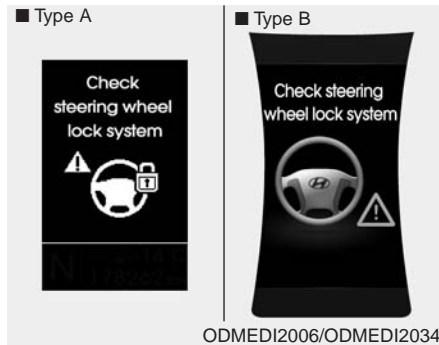 ■ Type A
Check
steering wheel
lock system
■ Type B
Check steering
wheel lock system
ODMEDI2006/ODMEDI2034